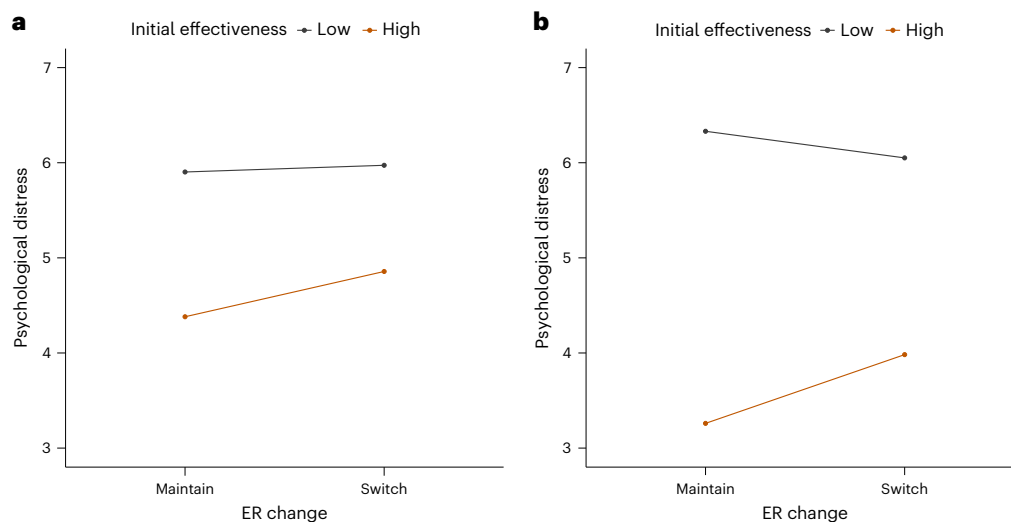 a
Initial effectiveness Low High
7
6
5
4
3
Psychological distress
Maintain Switch
ER change
b
Initial effectiveness Low High
7
6
5
4
3
Psychological distress
Maintain Switch
ER change